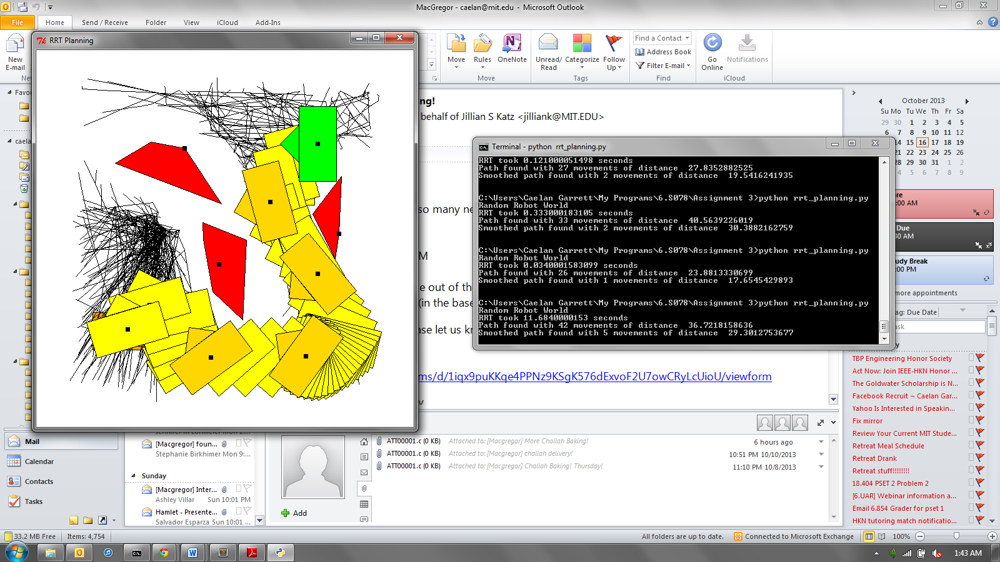 MacGregor - caelan@mit.edu - Microsoft Outlook
File Home Send / Receive Folder View iCloud Add-Ins
RRT Planning
New
E-mail
Move Rules OneNote
Unread/
Read
Categorize Follow
Up
Find a Contact
Address Book
Filter E-mail
Go
Online
Notifications
Move Tags Find iCloud
Favor
caela
ng!
behalf of Jillian S Katz <jilliank@MIT.EDU>
so many ne
M
e out of th
(in the base
ase let us kn
ms/d/1iqx9puKKqe4PPNz9KSgK576dExvoF2U7owCRyLcUioU/viewform
Terminal - python rrt_planning.py
RRT took 0.121000051498 seconds
Path found with 27 movements of distance 27.8352882525
Smoothed path found with 2 movements of distance 19.5416241935
C:\Users\Caelan Garrett\My Programs\6.S078\Assignment 3>python rrt_planning.py
Random Robot World
RRT took 0.333000183105 seconds
Path found with 33 movements of distance 40.5639226019
Smoothed path found with 2 movements of distance 30.3882162759
C:\Users\Caelan Garrett\My Programs\6.S078\Assignment 3>python rrt_planning.py
Random Robot World
RRT took 0.0340001583099 seconds
Path found with 26 movements of distance 23.8813330699
Smoothed path found with 1 movements of distance 17.6545429893
C:\Users\Caelan Garrett\My Programs\6.S078\Assignment 3>python rrt_planning.py
Random Robot World
RRT took 11.6840000153 seconds
Path found with 42 movements of distance 36.7218158636
Smoothed path found with 5 movements of distance 29.3012753677
October 2013
Su Mo Tu We Th Fr Sa
29 30 1 2 3 4 5
6 7 8 9 10 11 12
14 15 16 17 18 19
22 23 24 25 26
29 30 31 1 2
5 6 7 8 9
re
:00 AM
Due
30 AM
udy Break
:00 PM
more appointments
ag: Due Date
ask
y
TBP Engineering Honor Society
Act Now: Join IEEE-HKN Honor ...
The Goldwater Scholarship is N...
Facebook Recruit ~ Caelan Gar...
Yahoo Is Interested in Speakin...
Fix mirror
Review Your Current MIT Stude...
Retreat Meal Schedule
Retreat Drank
Retreat stuff!!!!!!!!!
18.404 PSET 2 Problem 2
[6.UAR] Webinar information a...
Email 6.854 Grader for pset 1
HKN tutoring match notificatio...
Mail
Calendar
Contacts
Tasks
[Macgregor] foun...
Stephanie Birkhimer Mon 9:...
Sunday
[Macgregor] Inter...
Ashley Villar Sun 10:01 PM
Hamlet - Presente...
Salvador Esparza Sun 10:01 ...
Add
ATT00001.c (0 KB) Attached to: [Macgregor] More Challah Baking! 6 hours ago
ATT00001.c (0 KB) Attached to: [Macgregor] challah delivery! 10:51 PM 10/10/2013
ATT00001.c (0 KB) Attached to: [Macgregor] Challah Baking! Thursday! 11:10 PM 10/8/2013
33.2 MB Free Items: 4,754 All folders are up to date. Connected to Microsoft Exchange 100%
1:43 AM